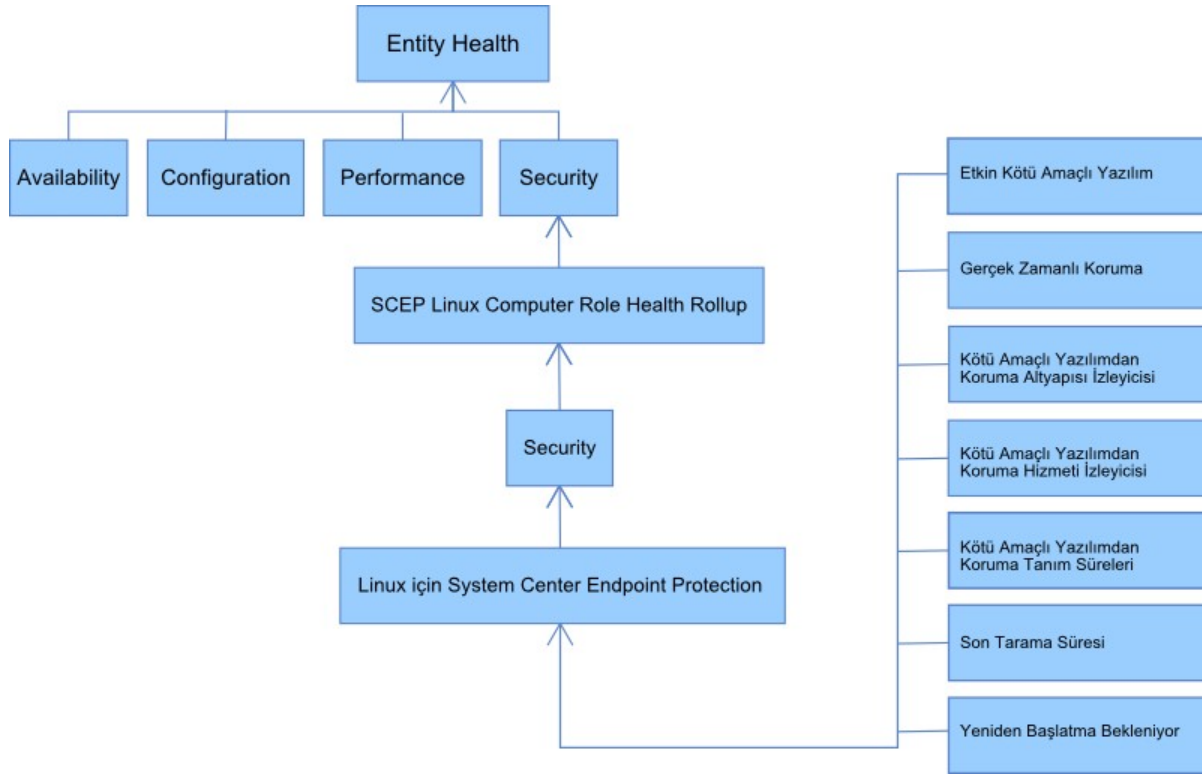 Entity Health
Availability
Configuration
Performance
Security
SCEP Linux Computer Role Health Rollup
Security
Linux için System Center Endpoint Protection
Etkin Kötü Amaçlı Yazılım
Gerçek Zamanlı Koruma
Kötü Amaçlı Yazılımdan
Koruma Altyapısı İzleyicisi
Kötü Amaçlı Yazılımdan
Koruma Hizmeti İzleyicisi
Kötü Amaçlı Yazılımdan
Koruma Tanım Süreleri
Son Tarama Süresi
Yeniden Başlatma Bekleniyor